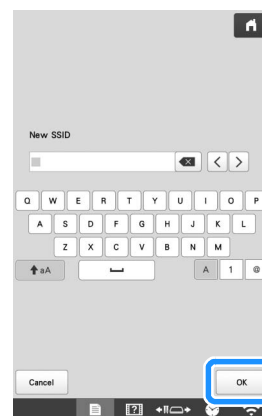 New SSID
Q W E R T Y U I O P
A S D F G H J K L
Z X C V B N M
aA A 1 @
Cancel OK